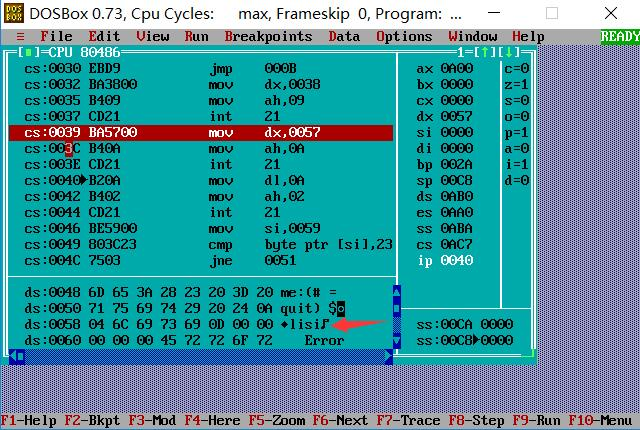 DOSBox 0.73, Cpu Cycles: max, Frameskip 0, Program: ...
≡ File Edit View Run Breakpoints Data Options Window Help READY
[■]=CPU 80486 1=[↑][↓]
cs:0030 EBD9 jmp 000B ax 0A00 c=0
cs:0032 BA3800 mov dx,0038 bx 0000 z=1
cs:0035 B409 mov ah,09 cx 0000 s=0
cs:0037 CD21 int 21 dx 0057 o=0
cs:0039 BA5700 mov dx,0057 si 0000 p=1
cs:003C B40A mov ah,0A di 0000 a=0
cs:003E CD21 int 21 bp 002A i=1
cs:0040►B20A mov dl,0A sp 00C8 d=0
cs:0042 B402 mov ah,02 ds 0AB0
cs:0044 CD21 int 21 es 0AA0
cs:0046 BE5900 mov si,0059 ss 0ABA
cs:0049 803C23 cmp byte ptr [si],23 cs 0AC7
cs:004C 7503 jne 0051 ip 0040
ds:0048 6D 65 3A 28 23 20 3D 20 me:(# =
ds:0050 71 75 69 74 29 20 24 0A quit) $◙
ds:0058 04 6C 69 73 69 0D 00 00 ♦lisi♪ ss:00CA 0000
ds:0060 00 00 00 45 72 72 6F 72 Error ss:00C8►0000
F1-Help F2-Bkpt F3-Mod F4-Here F5-Zoom F6-Next F7-Trace F8-Step F9-Run F10-Menu